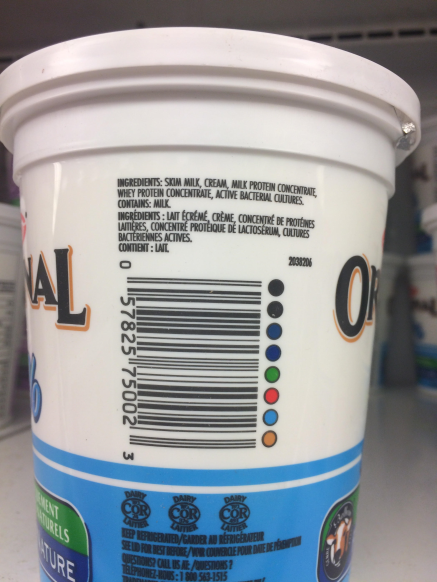 INGREDIENTS: SKIM MILK, CREAM, MILK PROTEIN CONCENTRATE,
WHEY PROTEIN CONCENTRATE, ACTIVE BACTERIAL CULTURES.
CONTAINS: MILK.
INGRÉDIENTS : LAIT ÉCRÉMÉ, CRÈME, CONCENTRÉ DE PROTÉINES
LAITIÈRES, CONCENTRÉ PROTÉIQUE DE LACTOSÉRUM, CULTURES
BACTÉRIENNES ACTIVES.
CONTIENT : LAIT.
2038206
NAL
OR
%
0 57825 75002 3
DAIRY COR LAITIER
DAIRY COR LAITIER
DAIRY COR LAITIER
EMENT
NATURELS
ATURE
KEEP REFRIGERATED/GARDER AU RÉFRIGÉRATEUR
SEE LID FOR BEST BEFORE/VOIR COUVERCLE POUR DATE DE PÉREMPTION
QUESTIONS? CALL US AT/QUESTIONS ?
TÉLÉPHONEZ-NOUS : 1 800 563-1515